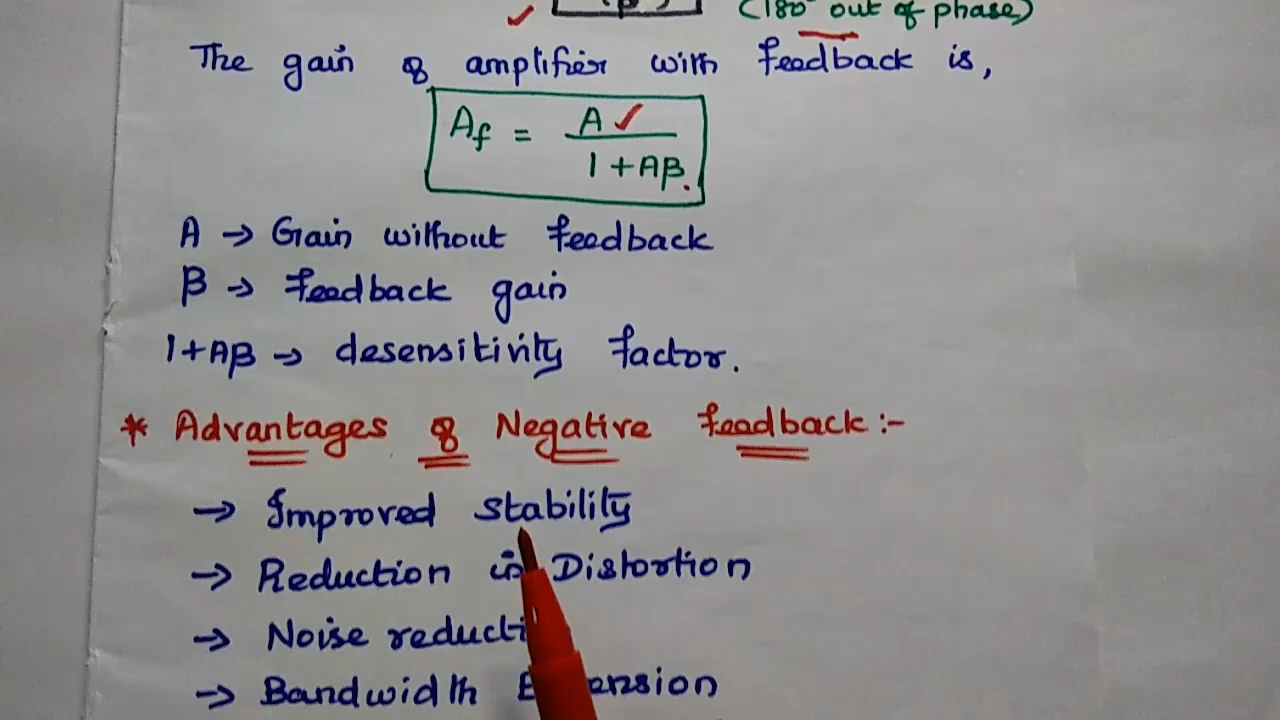 (β)
(180° out of phase)
The gain of amplifier with feedback is,
Af = A / 1 + Aβ.
A → Gain without feedback
β → feedback gain
1+Aβ → desensitivity factor.
* Advantages of Negative feedback :-
→ Improved stability
→ Reduction in Distortion
→ Noise reducti
→ Bandwidth